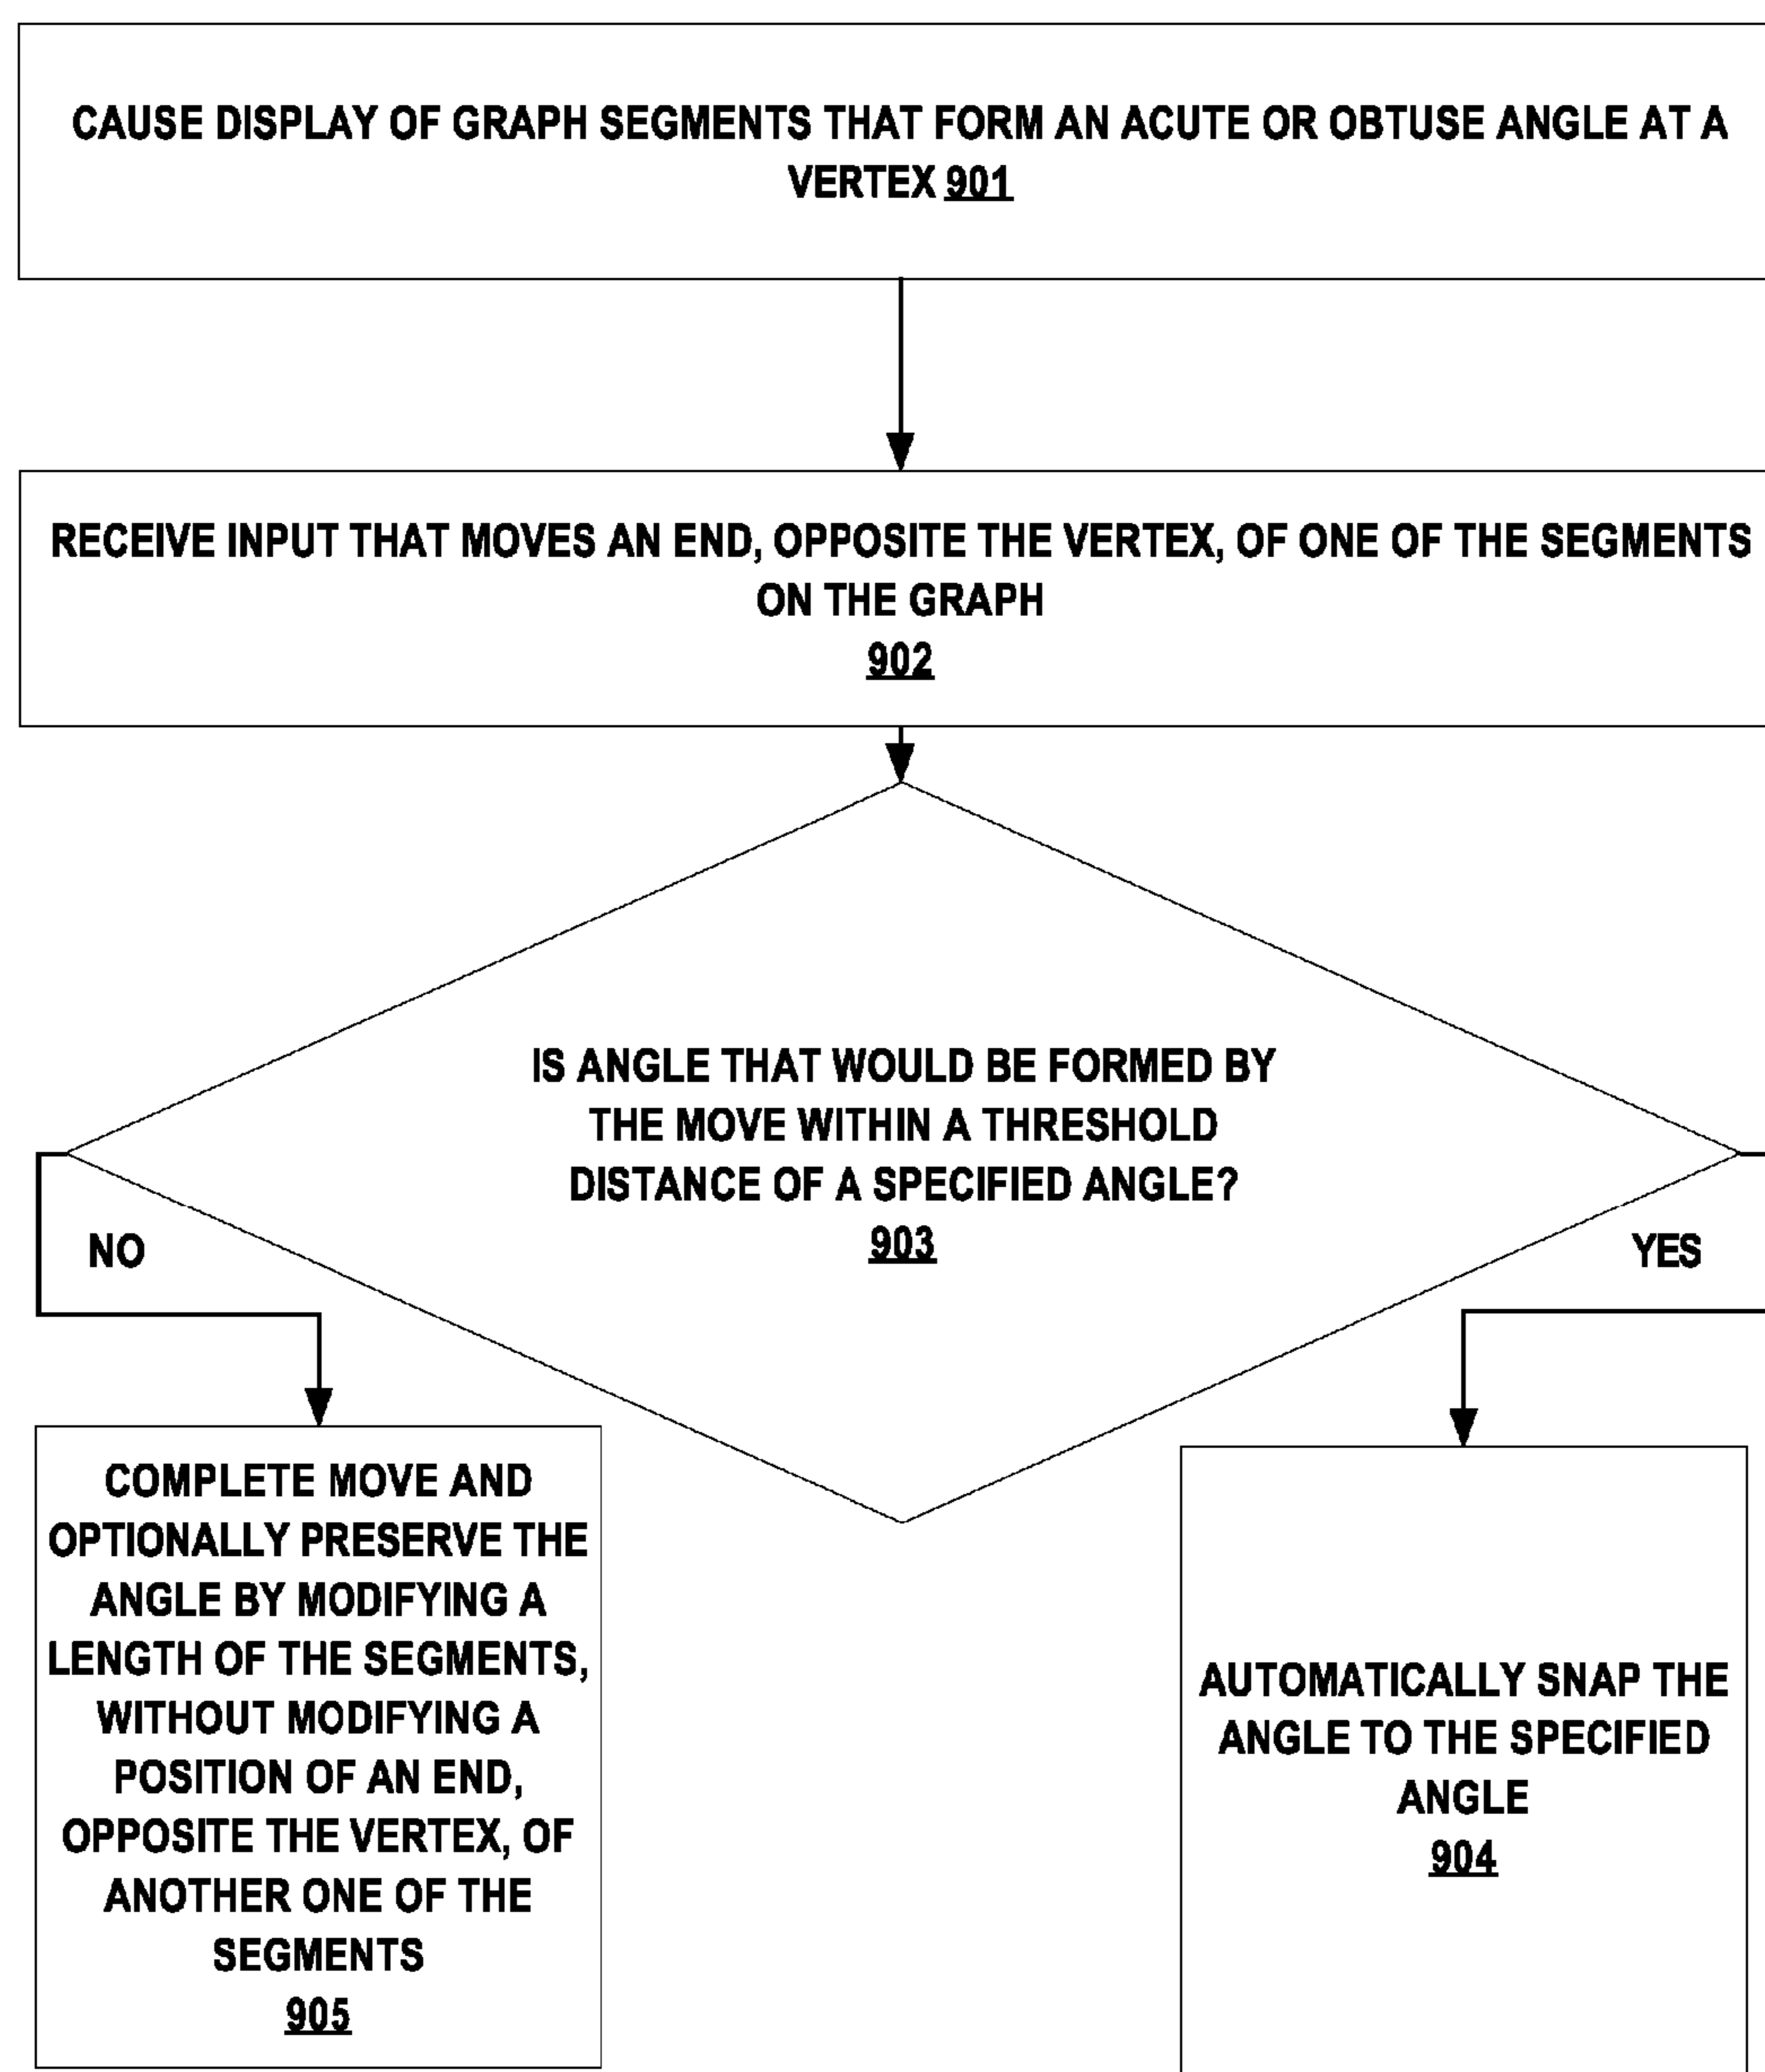 CAUSE DISPLAY OF GRAPH SEGMENTS THAT FORM AN ACUTE OR OBTUSE ANGLE AT A
VERTEX 901
RECEIVE INPUT THAT MOVES AN END, OPPOSITE THE VERTEX, OF ONE OF THE SEGMENTS
ON THE GRAPH
902
IS ANGLE THAT WOULD BE FORMED BY
THE MOVE WITHIN A THRESHOLD
DISTANCE OF A SPECIFIED ANGLE?
903
NO
YES
COMPLETE MOVE AND
OPTIONALLY PRESERVE THE
ANGLE BY MODIFYING A
LENGTH OF THE SEGMENTS,
WITHOUT MODIFYING A
POSITION OF AN END,
OPPOSITE THE VERTEX, OF
ANOTHER ONE OF THE
SEGMENTS
905
AUTOMATICALLY SNAP THE
ANGLE TO THE SPECIFIED
ANGLE
904